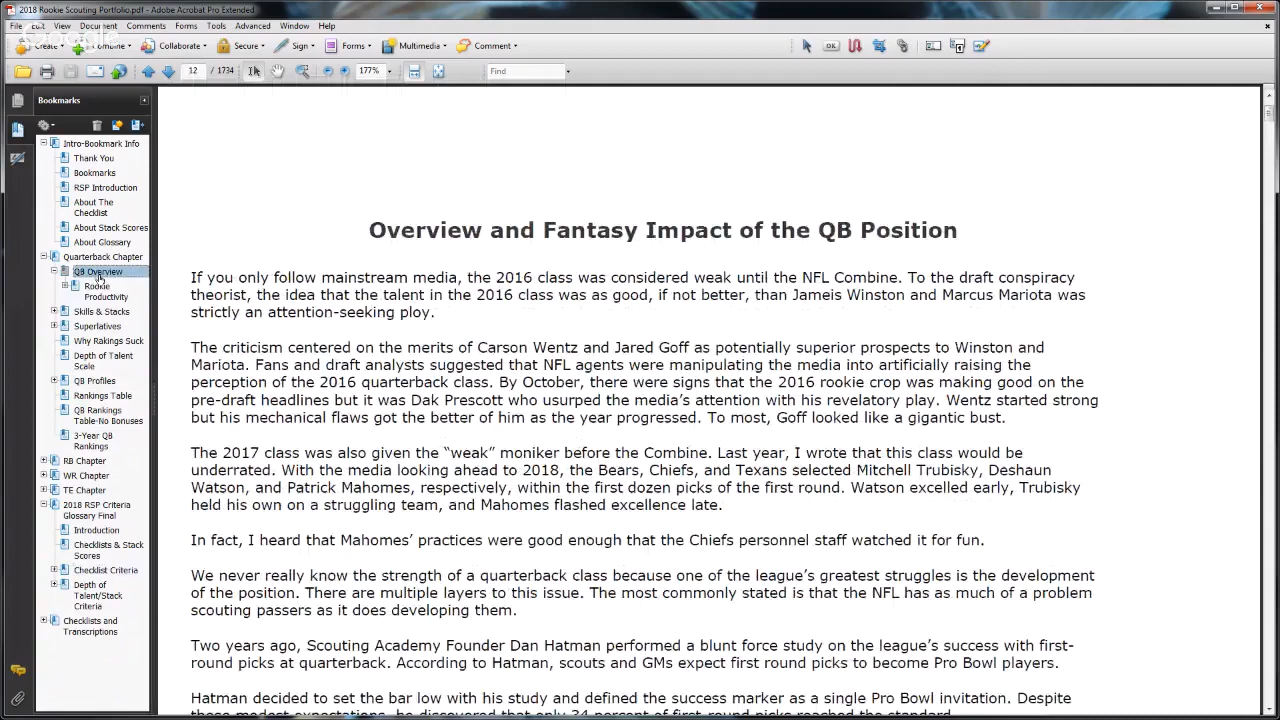 2018 Rookie Scouting Portfolio.pdf - Adobe Acrobat Pro Extended
File Edit View Document Comments Forms Tools Advanced Window Help
Google
Create Combine Collaborate Secure Sign Forms Multimedia Comment
12 / 1734 177% Find
Bookmarks
Intro-Bookmark Info
Thank You
Bookmarks
RSP Introduction
About The
Checklist
About Stack Scores
About Glossary
Quarterback Chapter
QB Overview
Rookie
Productivity
Skills & Stacks
Superlatives
Why Rakings Suck
Depth of Talent
Scale
QB Profiles
Rankings Table
QB Rankings
Table-No Bonuses
3-Year QB
Rankings
RB Chapter
WR Chapter
TE Chapter
2018 RSP Criteria
Glossary Final
Introduction
Checklists & Stack
Scores
Checklist Criteria
Depth of
Talent/Stack
Criteria
Checklists and
Transcriptions
Overview and Fantasy Impact of the QB Position
If you only follow mainstream media, the 2016 class was considered weak until the NFL Combine. To the draft conspiracy
theorist, the idea that the talent in the 2016 class was as good, if not better, than Jameis Winston and Marcus Mariota was
strictly an attention-seeking ploy.
The criticism centered on the merits of Carson Wentz and Jared Goff as potentially superior prospects to Winston and
Mariota. Fans and draft analysts suggested that NFL agents were manipulating the media into artificially raising the
perception of the 2016 quarterback class. By October, there were signs that the 2016 rookie crop was making good on the
pre-draft headlines but it was Dak Prescott who usurped the media's attention with his revelatory play. Wentz started strong
but his mechanical flaws got the better of him as the year progressed. To most, Goff looked like a gigantic bust.
The 2017 class was also given the “weak” moniker before the Combine. Last year, I wrote that this class would be
underrated. With the media looking ahead to 2018, the Bears, Chiefs, and Texans selected Mitchell Trubisky, Deshaun
Watson, and Patrick Mahomes, respectively, within the first dozen picks of the first round. Watson excelled early, Trubisky
held his own on a struggling team, and Mahomes flashed excellence late.
In fact, I heard that Mahomes’ practices were good enough that the Chiefs personnel staff watched it for fun.
We never really know the strength of a quarterback class because one of the league’s greatest struggles is the development
of the position. There are multiple layers to this issue. The most commonly stated is that the NFL has as much of a problem
scouting passers as it does developing them.
Two years ago, Scouting Academy Founder Dan Hatman performed a blunt force study on the league’s success with first-
round picks at quarterback. According to Hatman, scouts and GMs expect first round picks to become Pro Bowl players.
Hatman decided to set the bar low with his study and defined the success marker as a single Pro Bowl invitation. Despite
these modest expectations, he discovered that only 34 percent of first-round picks reached the standard.